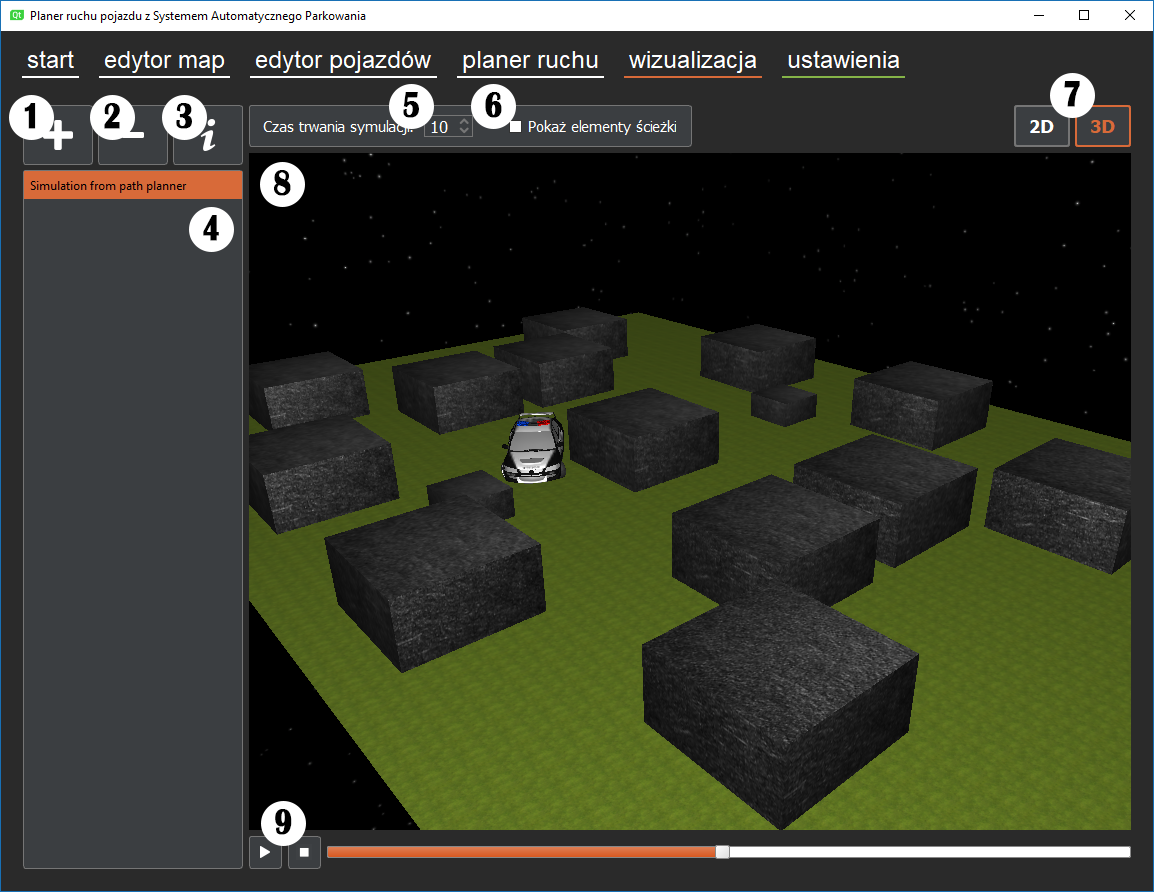 Qt Planer ruchu pojazdu z Systemem Automatycznego Parkowania
start edytor map edytor pojazdów planer ruchu wizualizacja ustawienia
1 2 3 i 5 6 7
Czas trwania symulacji: 10 Pokaż elementy ścieżki 2D 3D
Simulation from path planner
8
4
9